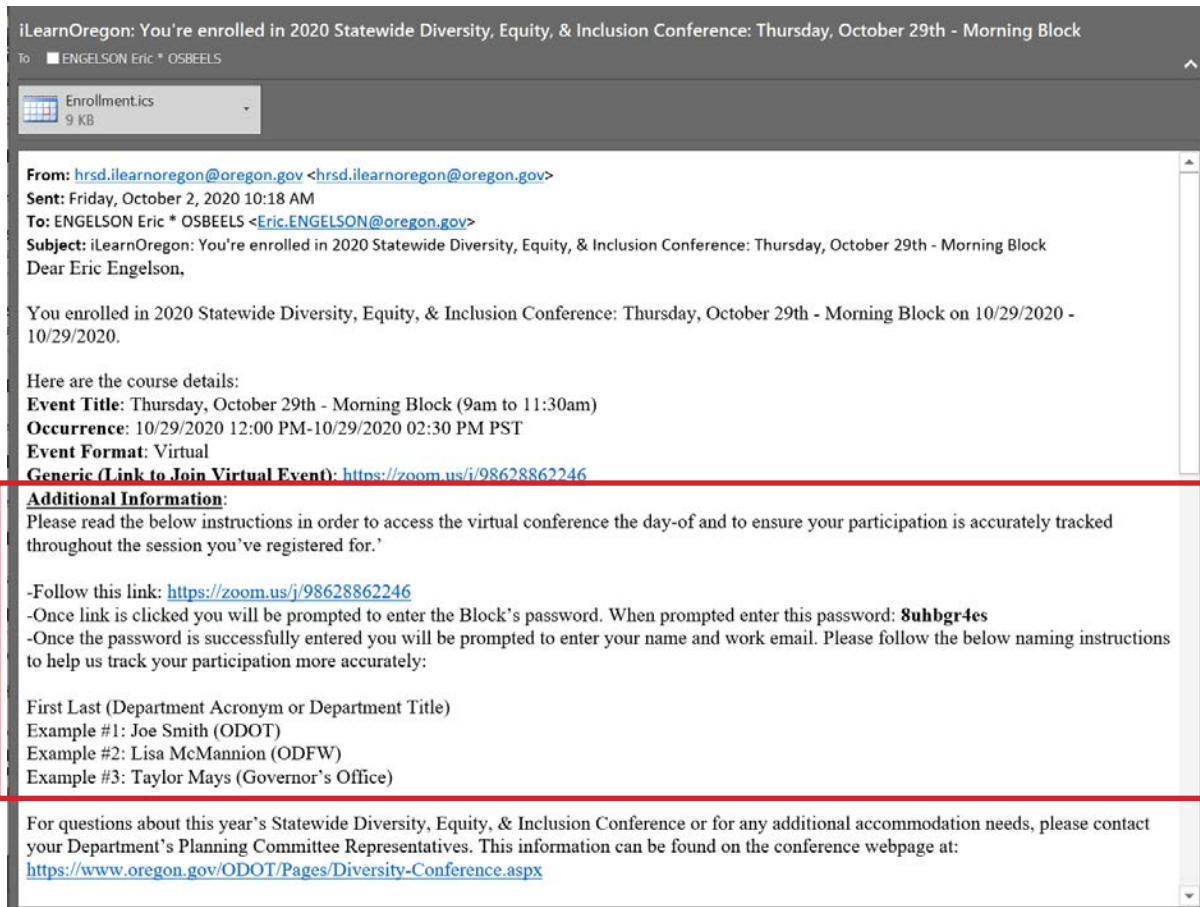 iLearnOregon: You're enrolled in 2020 Statewide Diversity, Equity, & Inclusion Conference: Thursday, October 29th - Morning Block
To ENGELSON Eric * OSBEELS
Enrollment.ics
9 KB
From: hrsd.ilearnoregon@oregon.gov <hrsd.ilearnoregon@oregon.gov>
Sent: Friday, October 2, 2020 10:18 AM
To: ENGELSON Eric * OSBEELS <Eric.ENGELSON@oregon.gov>
Subject: iLearnOregon: You're enrolled in 2020 Statewide Diversity, Equity, & Inclusion Conference: Thursday, October 29th - Morning Block
Dear Eric Engelson,
You enrolled in 2020 Statewide Diversity, Equity, & Inclusion Conference: Thursday, October 29th - Morning Block on 10/29/2020 -
10/29/2020.
Here are the course details:
Event Title: Thursday, October 29th - Morning Block (9am to 11:30am)
Occurrence: 10/29/2020 12:00 PM-10/29/2020 02:30 PM PST
Event Format: Virtual
Generic (Link to Join Virtual Event): https://zoom.us/j/98628862246
Additional Information:
Please read the below instructions in order to access the virtual conference the day-of and to ensure your participation is accurately tracked
throughout the session you've registered for.'
-Follow this link: https://zoom.us/j/98628862246
-Once link is clicked you will be prompted to enter the Block's password. When prompted enter this password: 8uhbgr4es
-Once the password is successfully entered you will be prompted to enter your name and work email. Please follow the below naming instructions
to help us track your participation more accurately:
First Last (Department Acronym or Department Title)
Example #1: Joe Smith (ODOT)
Example #2: Lisa McMannion (ODFW)
Example #3: Taylor Mays (Governor's Office)
For questions about this year's Statewide Diversity, Equity, & Inclusion Conference or for any additional accommodation needs, please contact
your Department's Planning Committee Representatives. This information can be found on the conference webpage at:
https://www.oregon.gov/ODOT/Pages/Diversity-Conference.aspx